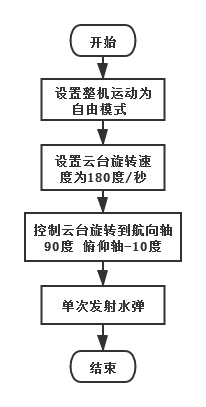 开始
设置整机运动为
自由模式
设置云台旋转速
度为180度/秒
控制云台旋转到航向轴
90度 俯仰轴-10度
单次发射水弹
结束